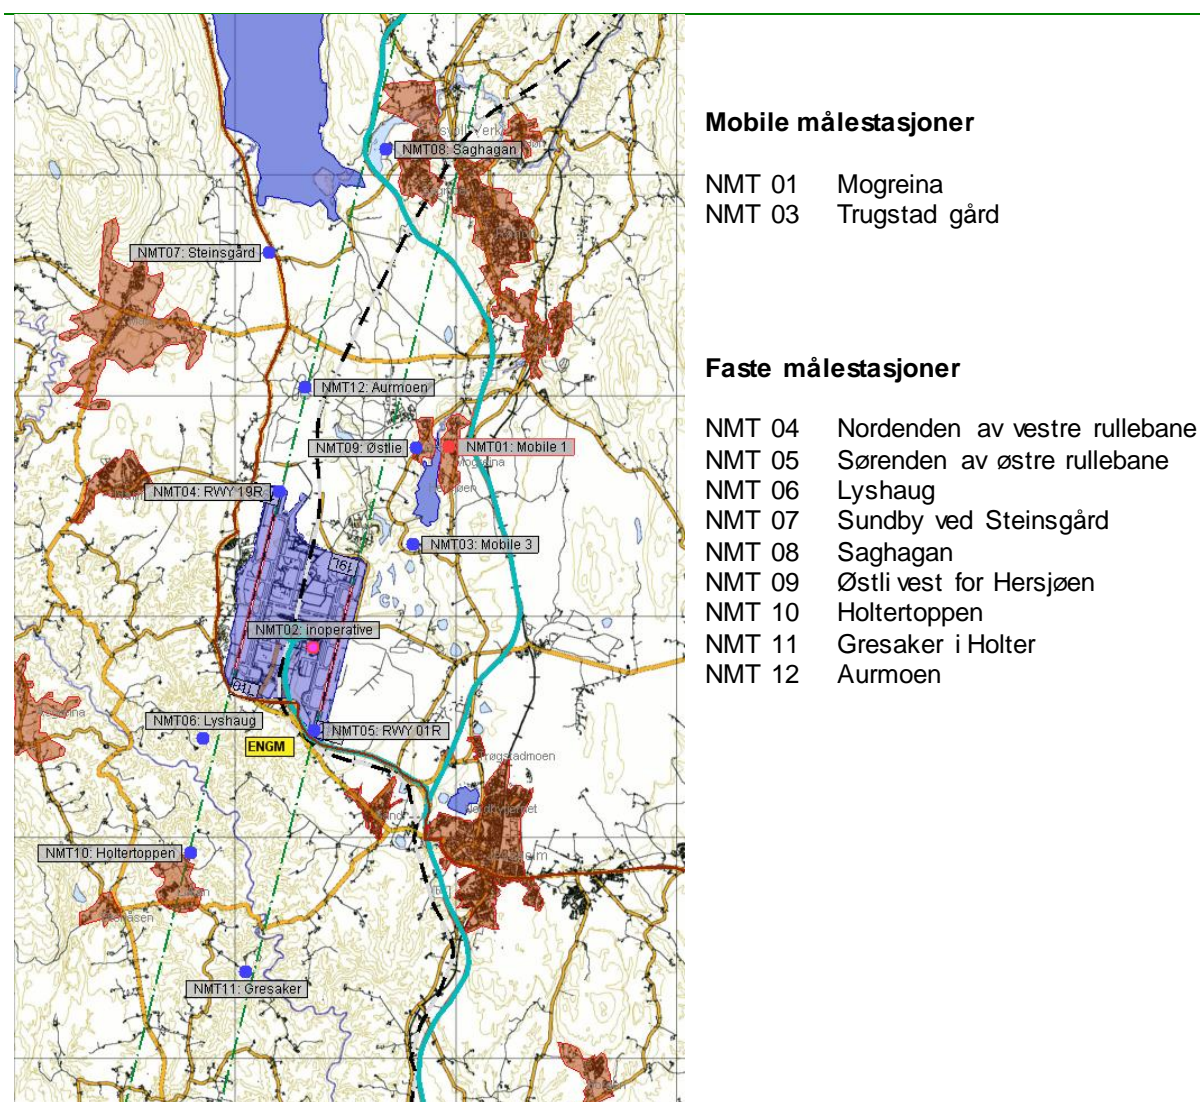 NMT08: Saghagan
NMT07: Steinsgård
NMT12: Aurmoen
NMT09: Østlie
NMT01: Mobile 1
Mogreina
NMT04: RWY 19R
NMT03: Mobile 3
19L
NMT02: inoperative
01L
NMT06: Lyshaug
NMT05: RWY 01R
ENGM
NMT10: Holtertoppen
NMT11: Gresaker
Mobile målestasjoner
NMT 01 Mogreina
NMT 03 Trugstad gård
Faste målestasjoner
NMT 04 Nordenden av vestre rullebane
NMT 05 Sørenden av østre rullebane
NMT 06 Lyshaug
NMT 07 Sundby ved Steinsgård
NMT 08 Saghagan
NMT 09 Østli vest for Hersjøen
NMT 10 Holtertoppen
NMT 11 Gresaker i Holter
NMT 12 Aurmoen